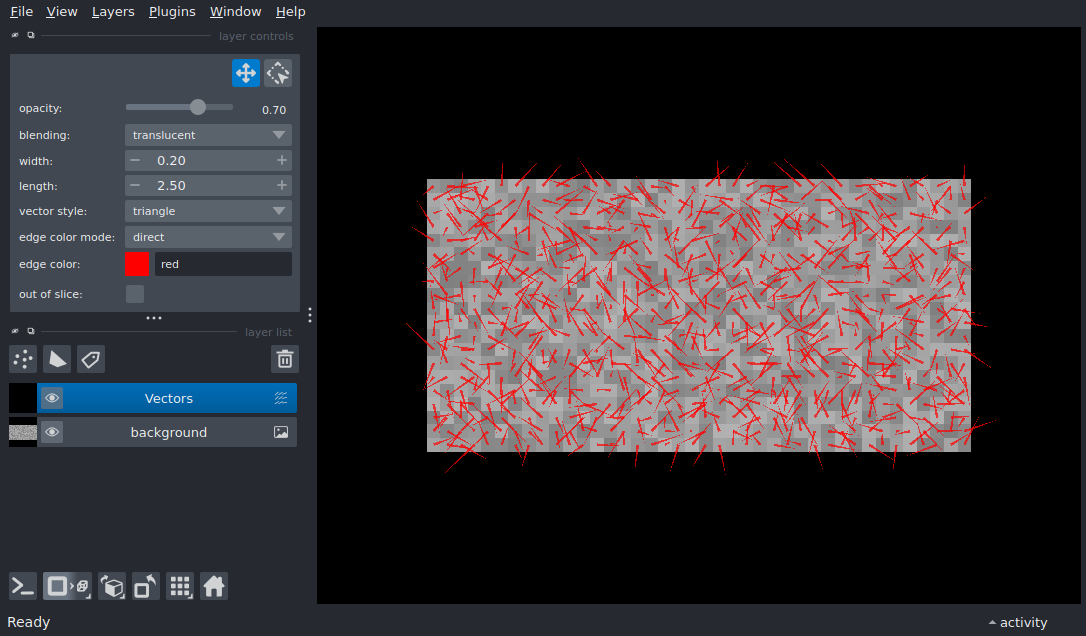 File View Layers Plugins Window Help
layer controls
opacity: 0.70
blending: translucent
width: 0.20
length: 2.50
vector style: triangle
edge color mode: direct
edge color: red
out of slice:
layer list
Vectors
background
Ready
activity